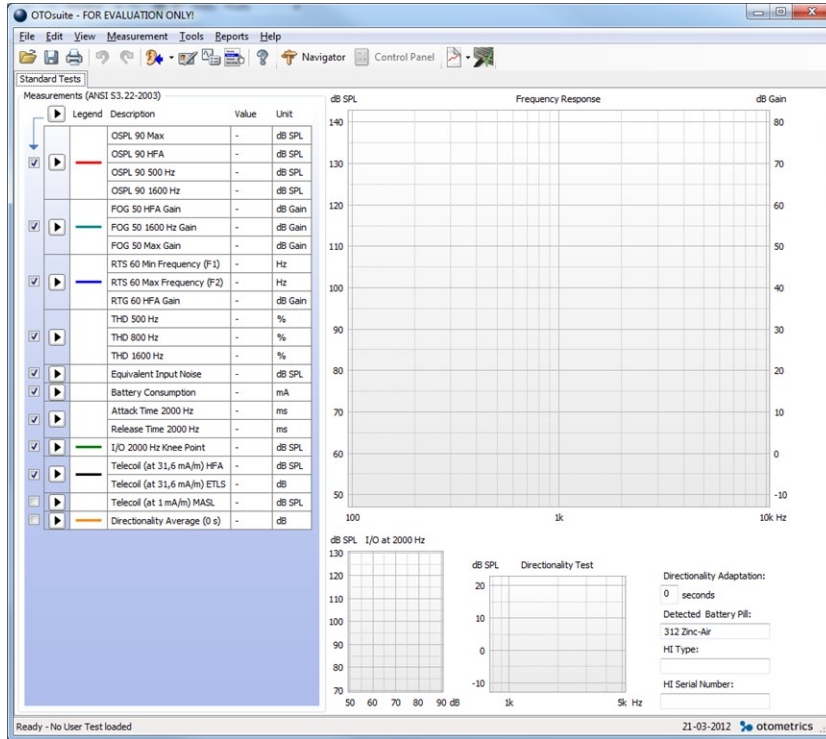 OTOsuite - FOR EVALUATION ONLY!
File Edit View Measurement Tools Reports Help
Navigator Control Panel
Standard Tests
Measurements (ANSI S3.22-2003)
Legend Description Value Unit
OSPL 90 Max - dB SPL
OSPL 90 HFA - dB SPL
OSPL 90 500 Hz - dB SPL
OSPL 90 1600 Hz - dB SPL
FOG 50 HFA Gain - dB Gain
FOG 50 1600 Hz Gain - dB Gain
FOG 50 Max Gain - dB Gain
RTS 60 Min Frequency (F1) - Hz
RTS 60 Max Frequency (F2) - Hz
RTG 60 HFA Gain - dB Gain
THD 500 Hz - %
THD 800 Hz - %
THD 1600 Hz - %
Equivalent Input Noise - dB SPL
Battery Consumption - mA
Attack Time 2000 Hz - ms
Release Time 2000 Hz - ms
I/O 2000 Hz Knee Point - dB SPL
Telecoil (at 31,6 mA/m) HFA - dB SPL
Telecoil (at 31,6 mA/m) ETLS - dB
Telecoil (at 1 mA/m) MASL - dB SPL
Directionality Average (0 s) - dB
dB SPL Frequency Response dB Gain
140 80
130 70
120 60
110 50
100 40
90 30
80 20
70 10
60 0
50 -10
100 1k 10k Hz
dB SPL I/O at 2000 Hz
130
120
110
100
90
80
70
50 60 70 80 90 dB
dB SPL Directionality Test
20
10
0
-10
1k 5k Hz
Directionality Adaptation:
0 seconds
Detected Battery Pill:
312 Zinc-Air
HI Type:
HI Serial Number:
Ready - No User Test loaded 21-03-2012 otometrics